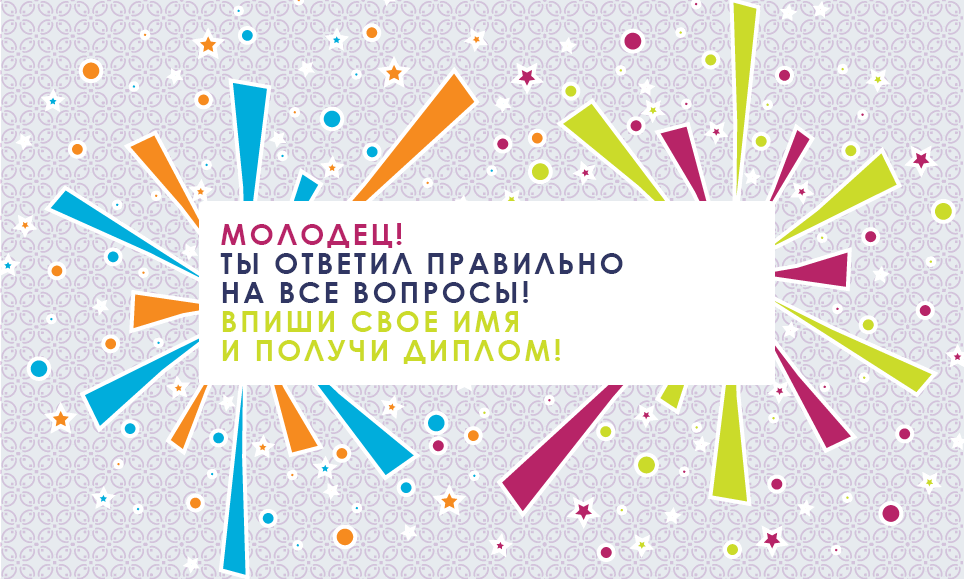 МОЛОДЕЦ!
ТЫ ОТВЕТИЛ ПРАВИЛЬНО
НА ВСЕ ВОПРОСЫ!
ВПИШИ СВОЕ ИМЯ
И ПОЛУЧИ ДИПЛОМ!